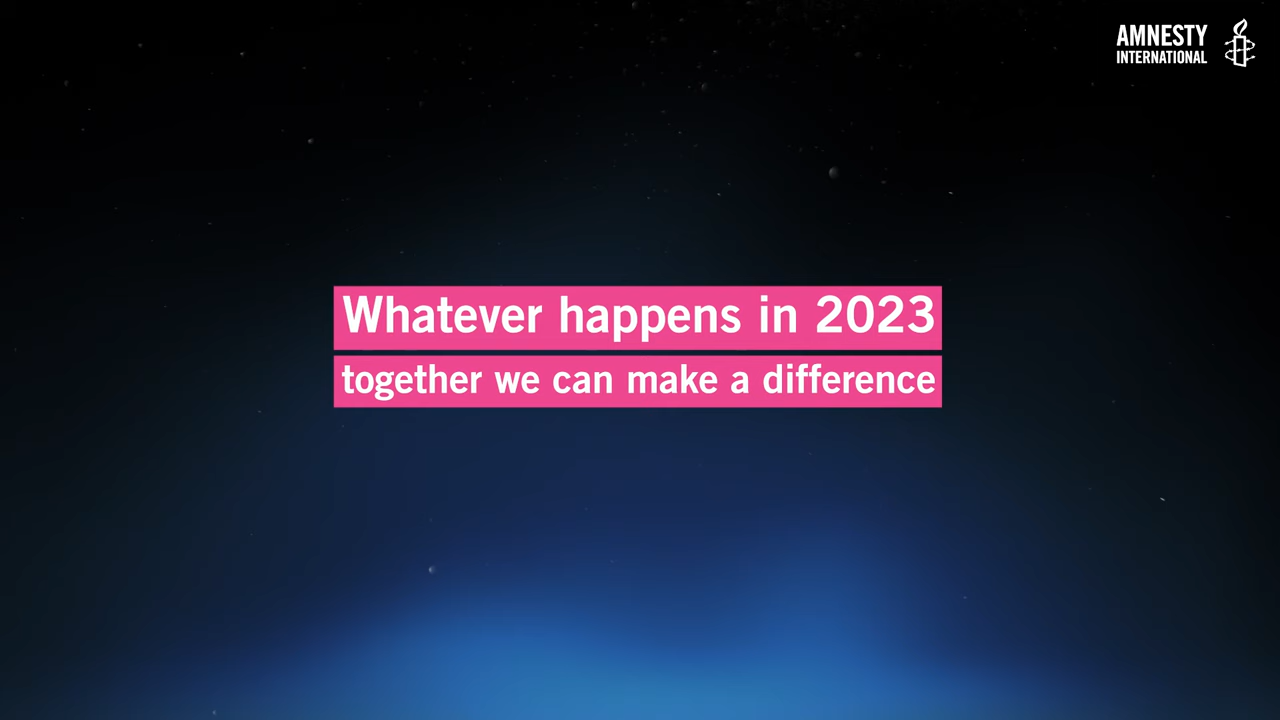 AMNESTY
INTERNATIONAL
Whatever happens in 2023
together we can make a difference